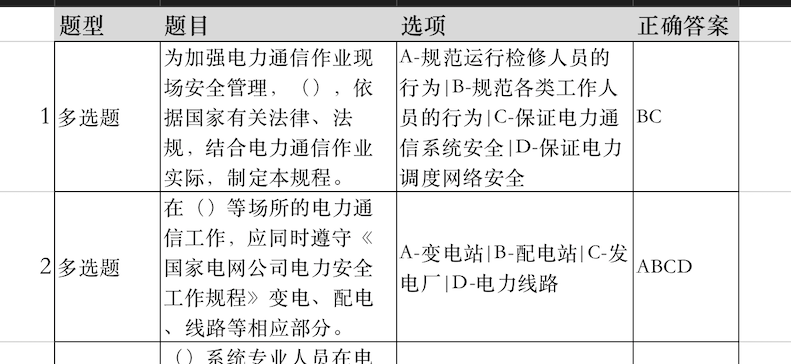 题型 题目 选项 正确答案
1 多选题 为加强电力通信作业现
场安全管理，（），依
据国家有关法律、法
规，结合电力通信作业
实际，制定本规程。
A-规范运行检修人员的
行为|B-规范各类工作人
员的行为|C-保证电力通
信系统安全|D-保证电力
调度网络安全
BC
2 多选题 在（）等场所的电力通
信工作，应同时遵守《
国家电网公司电力安全
工作规程》变电、配电
、线路等相应部分。
A-变电站|B-配电站|C-发
电厂|D-电力线路
ABCD
（）系统专业人员在电